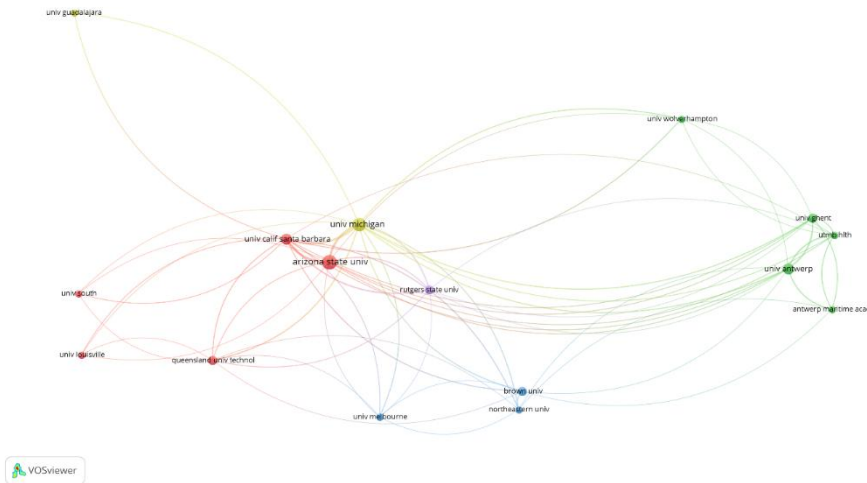 univ guadalajara
univ wolverhampton
univ ghent
univ michigan
univ calif santa barbara
arizona state univ
univ antwerp
rutgers state univ
univ south
antwerp maritime aca
univ louisville
queensland univ technol
brown univ
northeastern univ
univ melbourne
VOSviewer